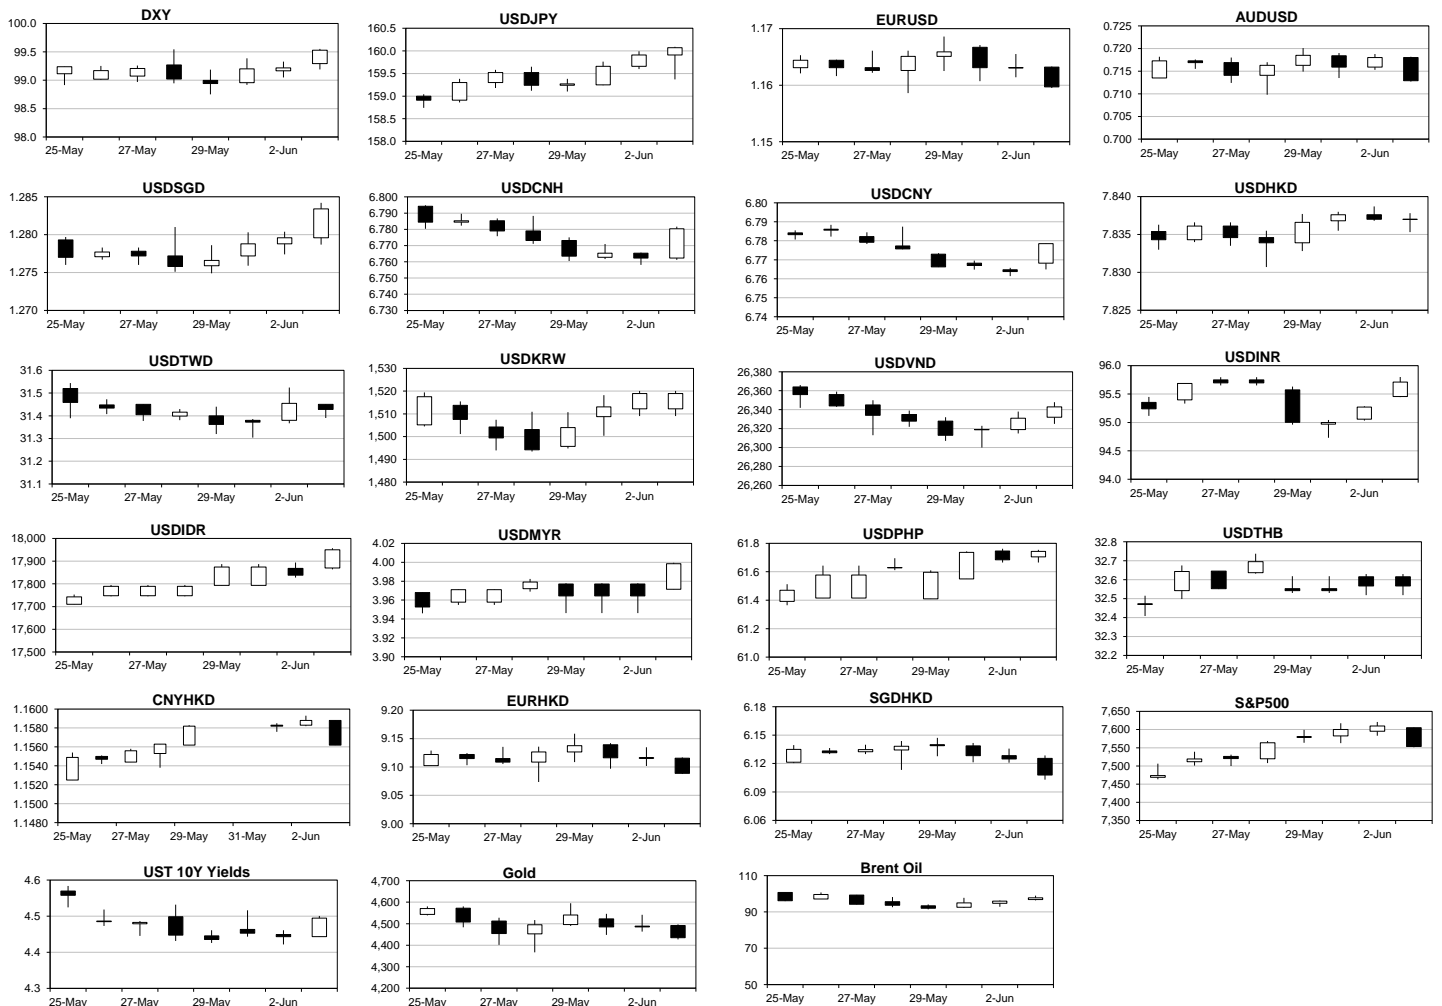 DXY
100.0
99.5
99.0
98.5
98.0
25-May 27-May 29-May 2-Jun
USDJPY
160.5
160.0
159.5
159.0
158.5
158.0
25-May 27-May 29-May 2-Jun
EURUSD
1.17
1.16
1.15
25-May 27-May 29-May 2-Jun
AUDUSD
0.725
0.720
0.715
0.710
0.705
0.700
25-May 27-May 29-May 2-Jun
USDSGD
1.285
1.280
1.275
1.270
25-May 27-May 29-May 2-Jun
USDCNH
6.800
6.790
6.780
6.770
6.760
6.750
6.740
6.730
25-May 27-May 29-May 2-Jun
USDCNY
6.80
6.79
6.78
6.77
6.76
6.75
6.74
25-May 27-May 29-May 2-Jun
USDHKD
7.840
7.835
7.830
7.825
25-May 27-May 29-May 2-Jun
USDTWD
31.6
31.5
31.4
31.3
31.2
31.1
25-May 27-May 29-May 2-Jun
USDKRW
1,530
1,520
1,510
1,500
1,490
1,480
25-May 27-May 29-May 2-Jun
USDVND
26,380
26,360
26,340
26,320
26,300
26,280
26,260
25-May 27-May 29-May 2-Jun
USDINR
96.0
95.5
95.0
94.5
94.0
25-May 27-May 29-May 2-Jun
USDIDR
18,000
17,900
17,800
17,700
17,600
17,500
25-May 27-May 29-May 2-Jun
USDMYR
4.02
4.00
3.98
3.96
3.94
3.92
3.90
25-May 27-May 29-May 2-Jun
USDPHP
61.8
61.6
61.4
61.2
61.0
25-May 27-May 29-May 2-Jun
USDTHB
32.8
32.7
32.6
32.5
32.4
32.3
32.2
25-May 27-May 29-May 2-Jun
CNYHKD
1.1600
1.1580
1.1560
1.1540
1.1520
1.1500
1.1480
25-May 27-May 29-May 31-May 2-Jun
EURHKD
9.20
9.15
9.10
9.05
9.00
25-May 27-May 29-May 2-Jun
SGDHKD
6.18
6.15
6.12
6.09
6.06
25-May 27-May 29-May 2-Jun
S&P500
7,650
7,600
7,550
7,500
7,450
7,400
7,350
25-May 27-May 29-May 2-Jun
UST 10Y Yields
4.6
4.5
4.4
4.3
25-May 27-May 29-May 2-Jun
Gold
4,700
4,600
4,500
4,400
4,300
4,200
25-May 27-May 29-May 2-Jun
Brent Oil
110
90
70
50
25-May 27-May 29-May 2-Jun